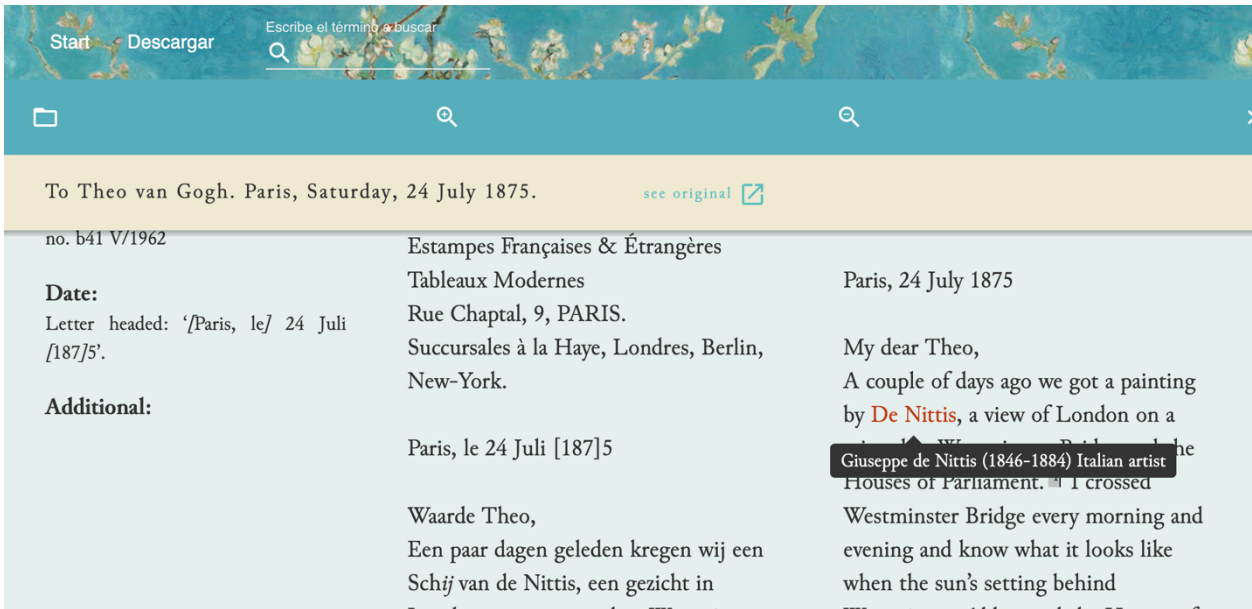 Start Descargar
Escribe el término a buscar
To Theo van Gogh. Paris, Saturday, 24 July 1875.
see original
no. b41 V/1962
Date:
Letter headed: ‘[Paris, le] 24 Juli
[187]5’.
Additional:
Estampes Françaises & Étrangères
Tableaux Modernes
Rue Chaptal, 9, PARIS.
Succursales à la Haye, Londres, Berlin,
New-York.
Paris, le 24 Juli [187]5
Waarde Theo,
Een paar dagen geleden kregen wij een
Schij van de Nittis, een gezicht in
Paris, 24 July 1875
My dear Theo,
A couple of days ago we got a painting
by De Nittis, a view of London on a
Giuseppe de Nittis (1846-1884) Italian artist
Houses of Parliament. I crossed
Westminster Bridge every morning and
evening and know what it looks like
when the sun’s setting behind